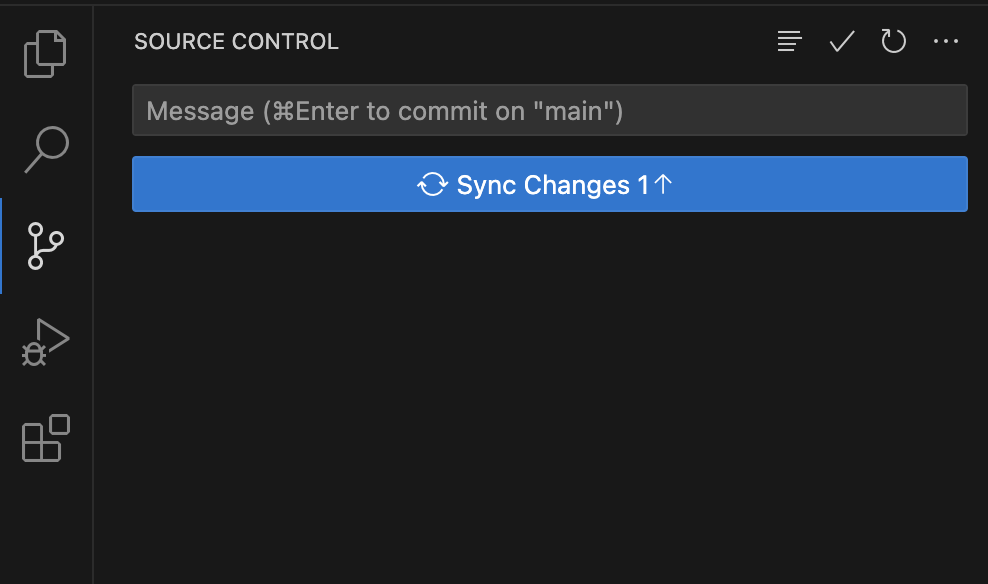 SOURCE CONTROL
Message (⌘Enter to commit on "main")
Sync Changes 1↑